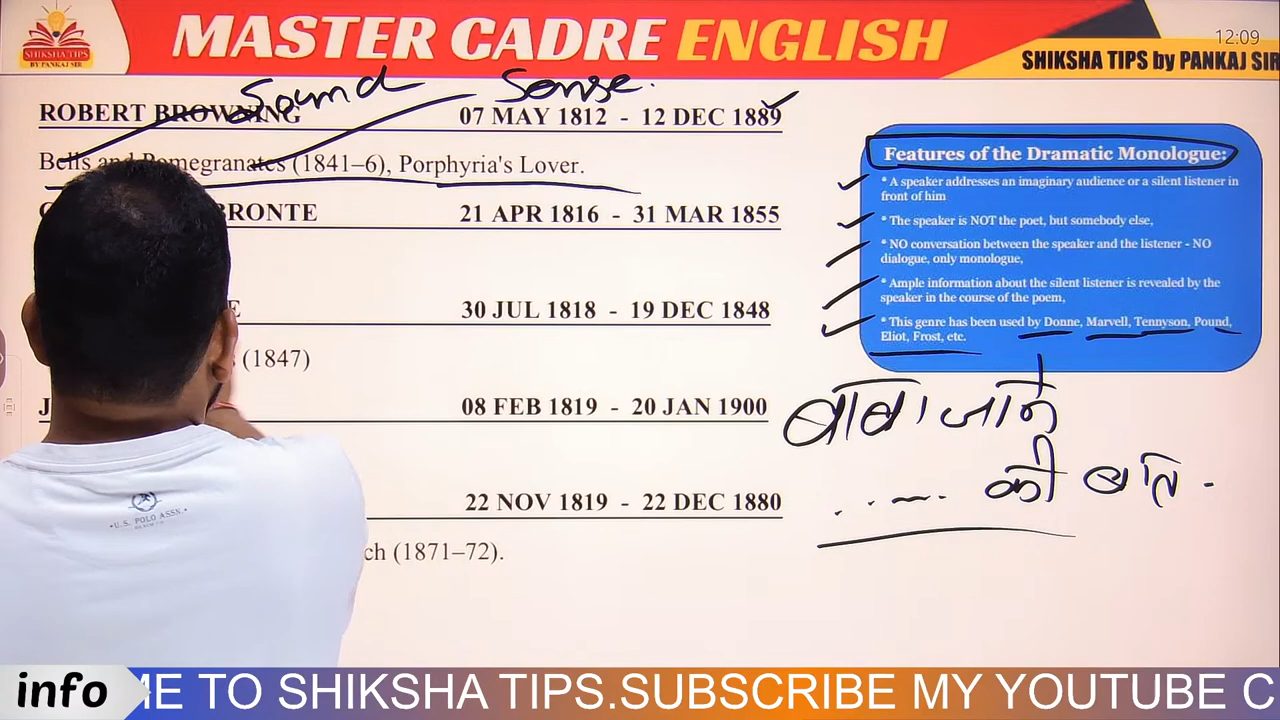 MASTER CADRE ENGLISH
12:09
SHIKSHA TIPS
BY PANKAJ SIR
SHIKSHA TIPS by PANKAJ SIR
Sound Sense.
ROBERT BROWNING 07 MAY 1812 - 12 DEC 1889
Bells and Pomegranates (1841–6), Porphyria's Lover.
BRONTE 21 APR 1816 - 31 MAR 1855
E 30 JUL 1818 - 19 DEC 1848
(1847)
J 08 FEB 1819 - 20 JAN 1900
22 NOV 1819 - 22 DEC 1880
ch (1871–72).
Features of the Dramatic Monologue:
* A speaker addresses an imaginary audience or a silent listener in
front of him
* The speaker is NOT the poet, but somebody else,
* NO conversation between the speaker and the listener - NO
dialogue, only monologue,
* Ample information about the silent listener is revealed by the
speaker in the course of the poem,
* This genre has been used by Donne, Marvell, Tennyson, Pound,
Eliot, Frost, etc.
बाबा जाने
की बात
U.S. POLO ASSN.
info
ME TO SHIKSHA TIPS.SUBSCRIBE MY YOUTUBE C